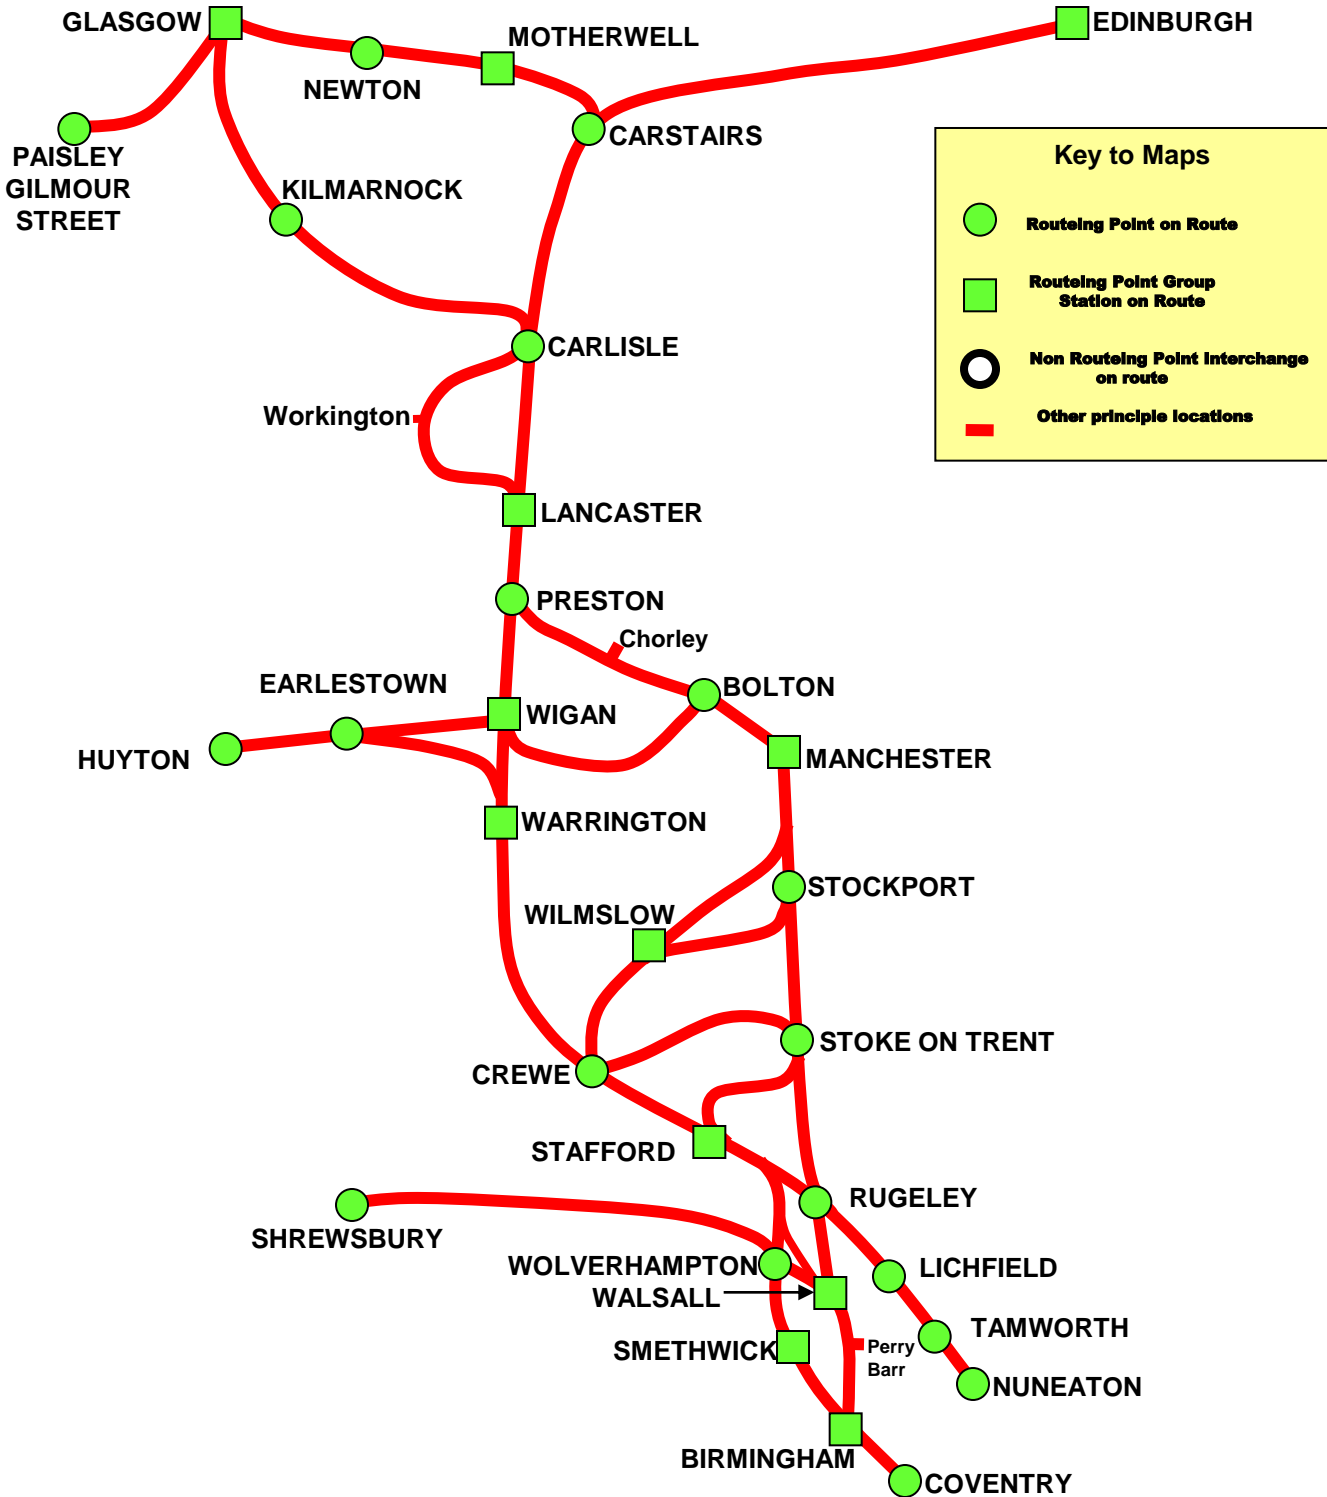 GLASGOW
EDINBURGH
MOTHERWELL
NEWTON
CARSTAIRS
PAISLEY
GILMOUR
STREET
KILMARNOCK
Key to Maps
Routeing Point on Route
Routeing Point Group
Station on Route
Non Routeing Point Interchange
on route
Other principle locations
CARLISLE
Workington
LANCASTER
PRESTON
Chorley
EARLESTOWN
BOLTON
WIGAN
HUYTON
MANCHESTER
WARRINGTON
STOCKPORT
WILMSLOW
STOKE ON TRENT
CREWE
STAFFORD
RUGELEY
SHREWSBURY
WOLVERHAMPTON
LICHFIELD
WALSALL
TAMWORTH
SMETHWICK
Perry
Barr
NUNEATON
BIRMINGHAM
COVENTRY